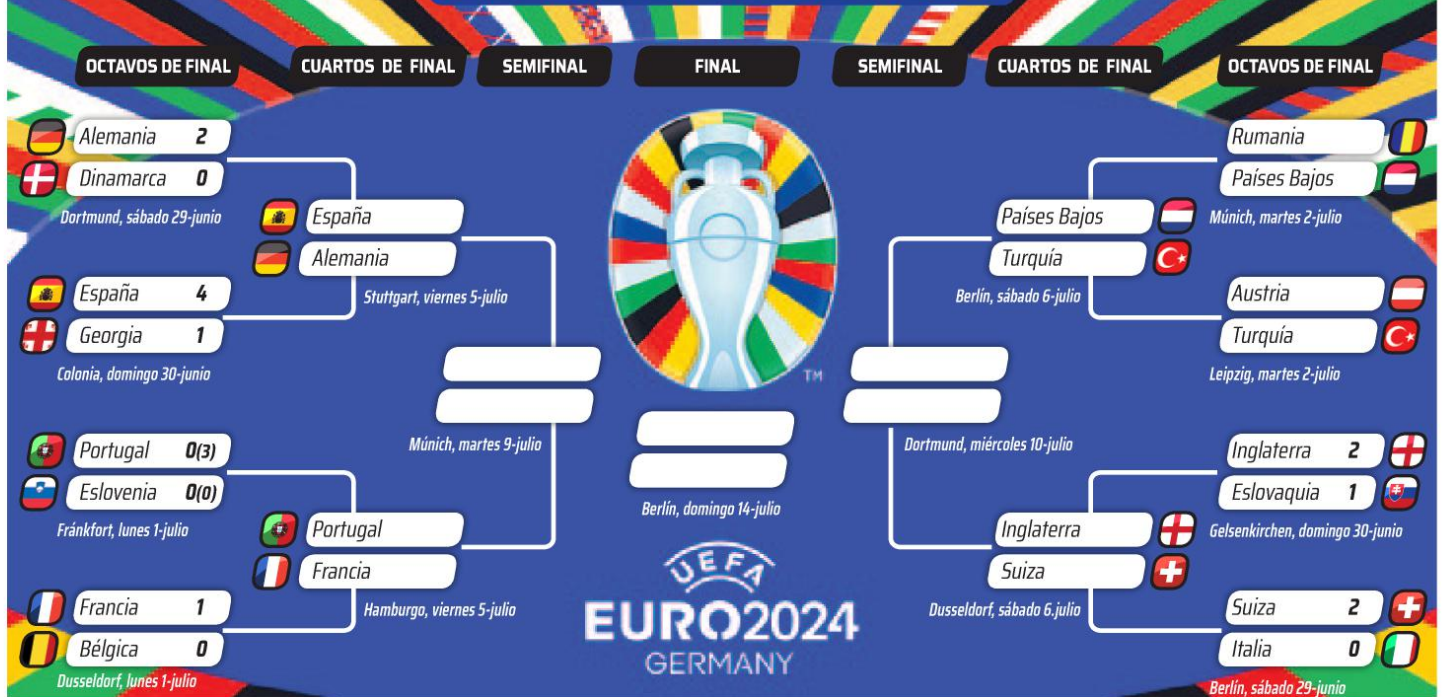 OCTAVOS DE FINAL
CUARTOS DE FINAL
SEMIFINAL
FINAL
SEMIFINAL
CUARTOS DE FINAL
OCTAVOS DE FINAL
Alemania 2
Dinamarca 0
Dortmund, sábado 29-junio
España 4
Georgia 1
Colonia, domingo 30-junio
Portugal 0(3)
Eslovenia 0(0)
Fránkfort, lunes 1-julio
Francia 1
Bélgica 0
Dusseldorf, lunes 1-julio
España
Alemania
Stuttgart, viernes 5-julio
Portugal
Francia
Hamburgo, viernes 5-julio
Múnich, martes 9-julio
TM
Berlín, domingo 14-julio
UEFA
EURO2024
GERMANY
Dortmund, miércoles 10-julio
Países Bajos
Turquía
Berlín, sábado 6-julio
Inglaterra
Suiza
Dusseldorf, sábado 6.julio
Rumania
Países Bajos
Múnich, martes 2-julio
Austria
Turquía
Leipzig, martes 2-julio
Inglaterra 2
Eslovaquia 1
Gelsenkirchen, domingo 30-junio
Suiza 2
Italia 0
Berlín, sábado 29-junio